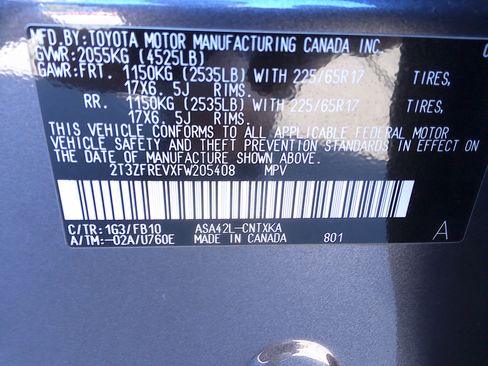 MFD.BY:TOYOTA MOTOR MANUFACTURING CANADA INC.
GVWR:2055KG (4525LB)
GAWR:FRT. 1150KG (2535LB) WITH 225/65R17 TIRES,
17X6. 5J RIMS.
RR. 1150KG (2535LB) WITH 225/65R17 TIRES,
17X6. 5J RIMS.
THIS VEHICLE CONFORMS TO ALL APPLICABLE FEDERAL MOTOR
VEHICLE SAFETY AND THEFT PREVENTION STANDARDS IN EFFECT
ON THE DATE OF MANUFACTURE SHOWN ABOVE.
2T3ZFREVXFW205408 MPV
C/TR:1G3/FB10 ASA42L-CNTXKA
A/TM:-02A/U760E MADE IN CANADA 801 A